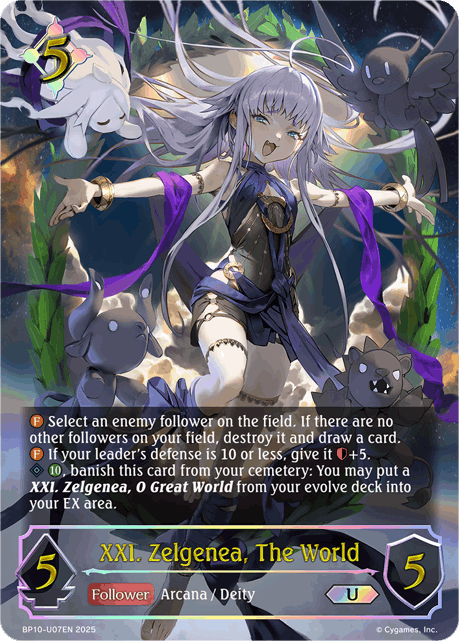 5
F Select an enemy follower on the field. If there are no
other followers on your field, destroy it and draw a card.
F If your leader's defense is 10 or less, give it +5.
10, banish this card from your cemetery: You may put a
XXI. Zelgenea, O Great World from your evolve deck into
your EX area.
XXI. Zelgenea, The World
5
5
Follower Arcana / Deity
U
BP10-U07EN 2025
© Cygames, Inc.